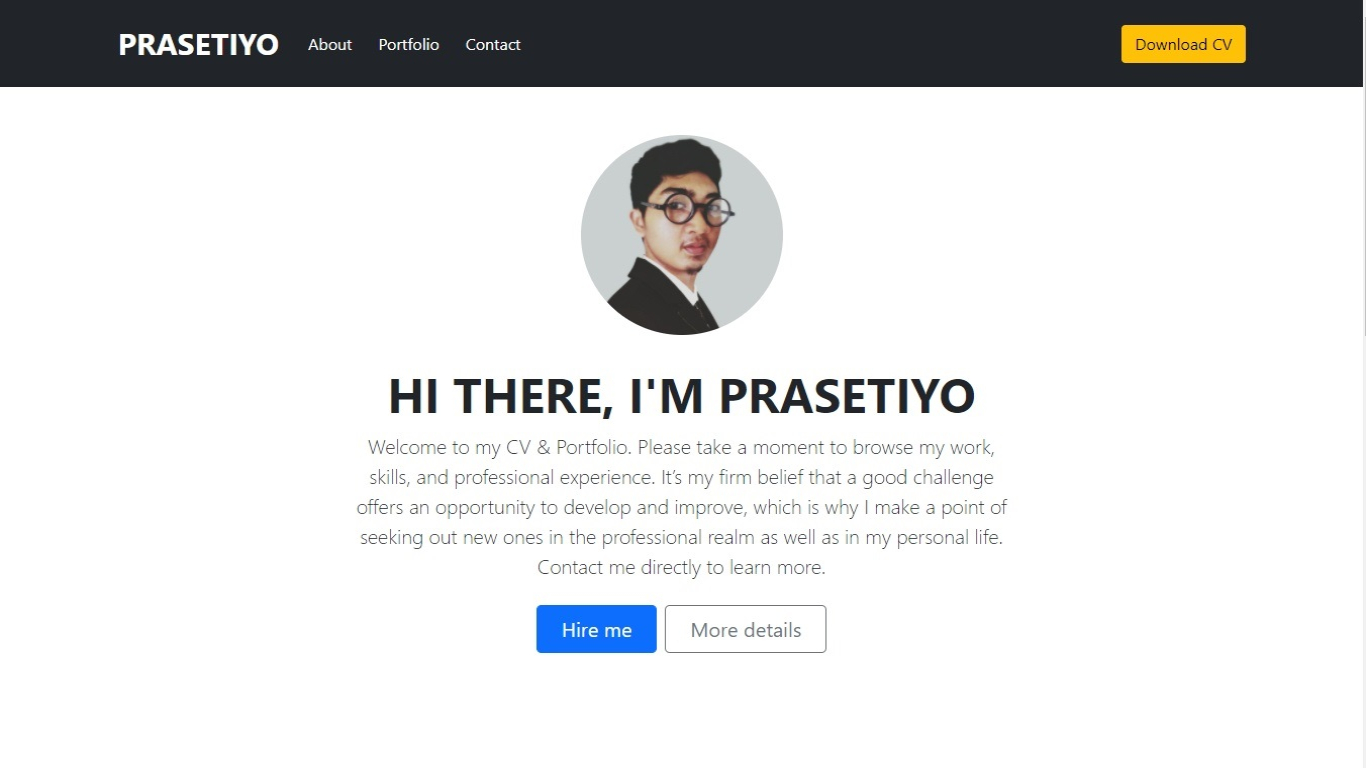 PRASETIYO
About
Portfolio
Contact
Download CV
HI THERE, I'M PRASETIYO
Welcome to my CV & Portfolio. Please take a moment to browse my work,
skills, and professional experience. It’s my firm belief that a good challenge
offers an opportunity to develop and improve, which is why I make a point of
seeking out new ones in the professional realm as well as in my personal life.
Contact me directly to learn more.
Hire me
More details